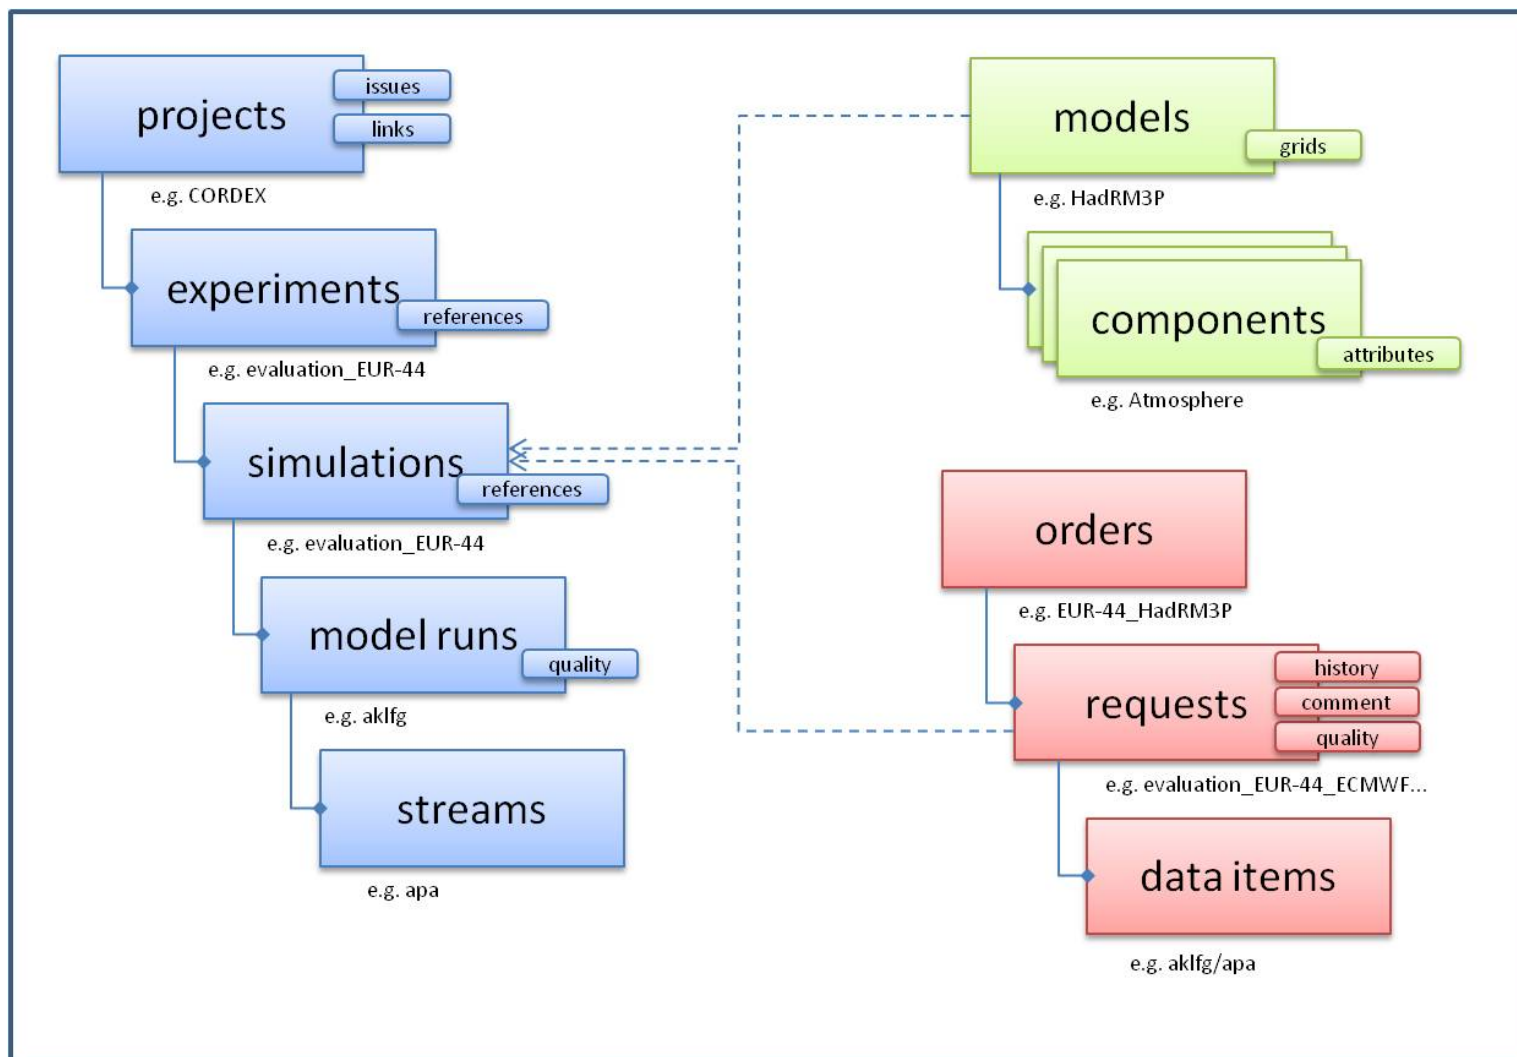 projects
issues
links
e.g. CORDEX
experiments
references
e.g. evaluation_EUR-44
simulations
references
e.g. evaluation_EUR-44
model runs
quality
e.g. aklfg
streams
e.g. apa
models
grids
e.g. HadRM3P
components
attributes
e.g. Atmosphere
orders
e.g. EUR-44_HadRM3P
requests
history
comment
quality
e.g. evaluation_EUR-44_ECMWF...
data items
e.g. aklfg/apa